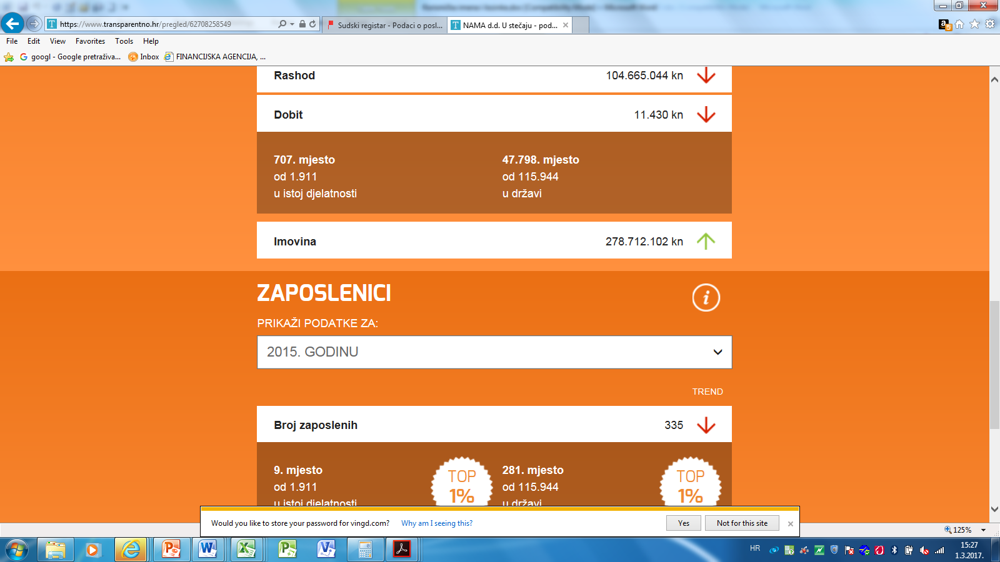 https://www.transparentno.hr/pregled/62708258549
Sudski registar - Podaci o posl...
NAMA d.d. U stečaju - pod...
File Edit View Favorites Tools Help
googl - Google pretraživa...
Inbox
FINANCIJSKA AGENCIJA, ...
Rashod 104.665.044 kn
Dobit 11.430 kn
707. mjesto
od 1.911
u istoj djelatnosti
47.798. mjesto
od 115.944
u državi
Imovina 278.712.102 kn
ZAPOSLENICI
PRIKAŽI PODATKE ZA:
2015. GODINU
TREND
Broj zaposlenih 335
9. mjesto
od 1.911
u istoj djelatnosti
TOP
1%
281. mjesto
od 115.944
u državi
TOP
1%
Would you like to store your password for vingd.com? Why am I seeing this? Yes Not for this site
125%
HR
15:27
1.3.2017.